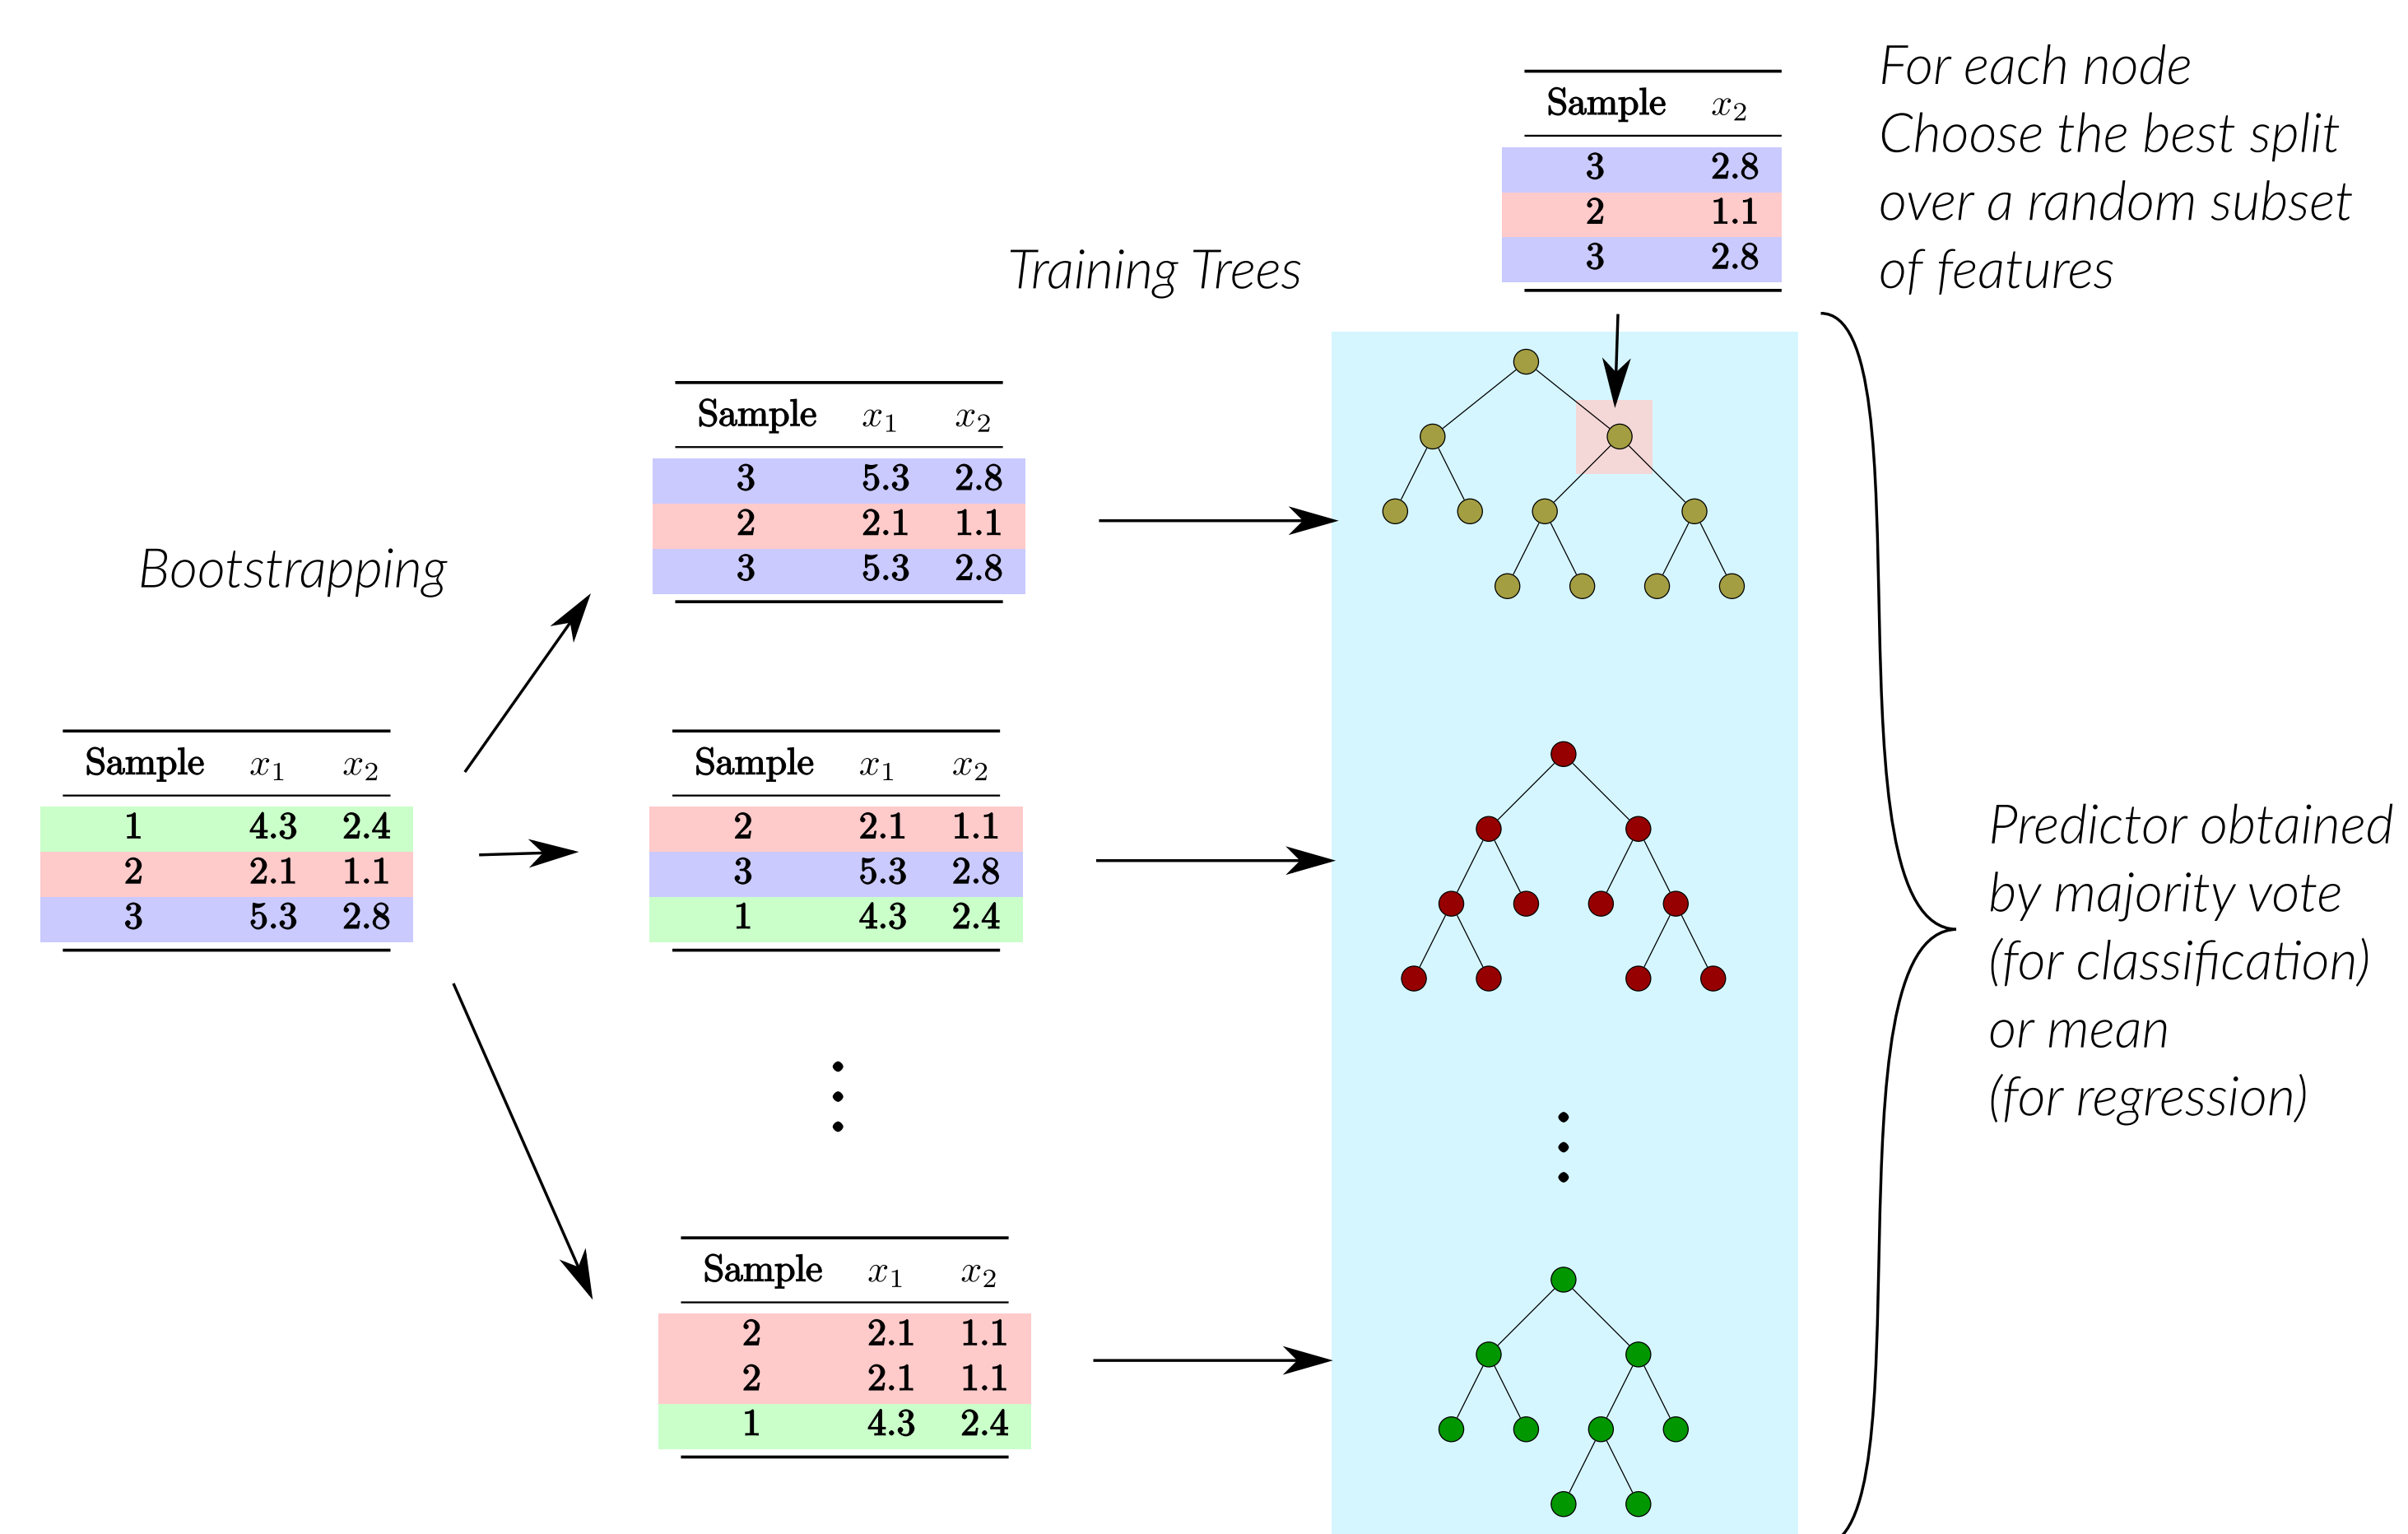 For each node
Choose the best split
over a random subset
of features
Sample x2
3 2.8
2 1.1
3 2.8
Training Trees
Sample x1 x2
3 5.3 2.8
2 2.1 1.1
3 5.3 2.8
Bootstrapping
Sample x1 x2
1 4.3 2.4
2 2.1 1.1
3 5.3 2.8
Sample x1 x2
2 2.1 1.1
3 5.3 2.8
1 4.3 2.4
Sample x1 x2
2 2.1 1.1
2 2.1 1.1
1 4.3 2.4
Predictor obtained
by majority vote
(for classification)
or mean
(for regression)